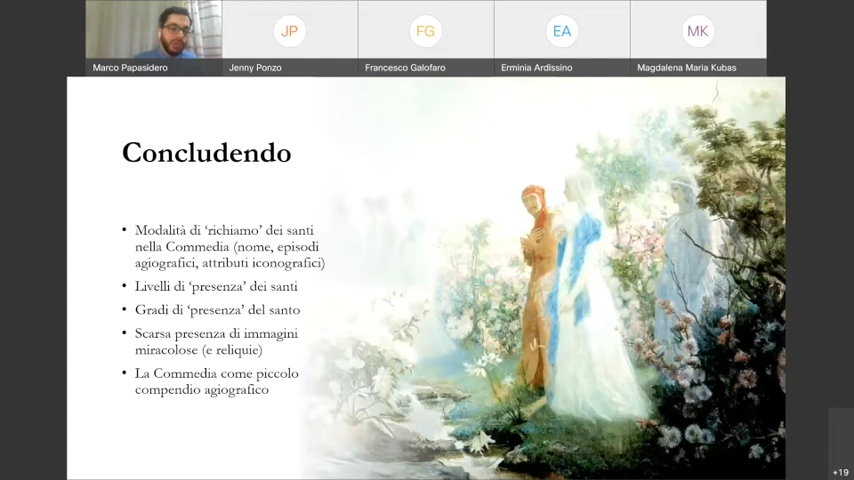 JP
FG
EA
MK
Marco Papasidero
Jenny Ponzo
Francesco Galofaro
Erminia Ardissino
Magdalena Maria Kubas
Concludendo
• Modalità di ‘richiamo’ dei santi
nella Commedia (nome, episodi
agiografici, attributi iconografici)
• Livelli di ‘presenza’ dei santi
• Gradi di ‘presenza’ del santo
• Scarsa presenza di immagini
miracolose (e reliquie)
• La Commedia come piccolo
compendio agiografico
+19